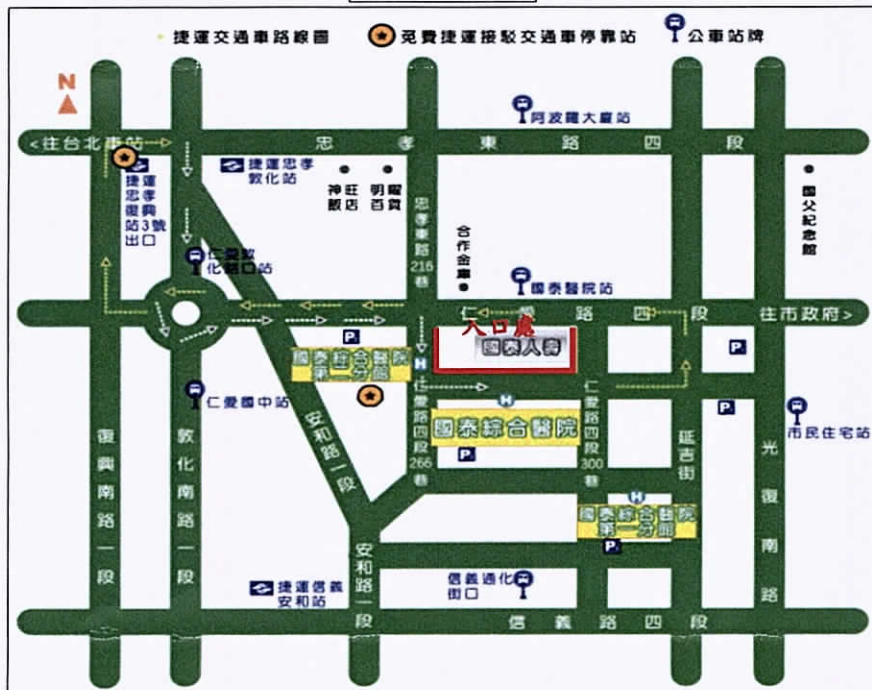 捷運交通車路線圖
免費捷運接駁交通車停靠站
公車站牌
N
阿波羅大廈站
<往台北車站
忠孝東路四段
捷運忠孝復興站3號出口
捷運忠孝
敦化站
神旺
飯店
明曜
百貨
忠孝東路216巷
合作金庫
國父紀念館
仁愛敦
化路口站
國泰醫院站
仁愛路四段
往市政府>
入口處
國泰人壽
P
國泰綜合醫院
第二分館
H
P
仁愛國中站
仁愛路四段266巷
H
國泰綜合醫院
P
仁愛路四段300巷
P
市民住宅站
復興南路一段
敦化南路一段
安和路一段
延吉街
光復南路
H
國泰綜合醫院
第一分館
P
安和路一段
捷運信義
安和站
信義通化
街口
信義路四段